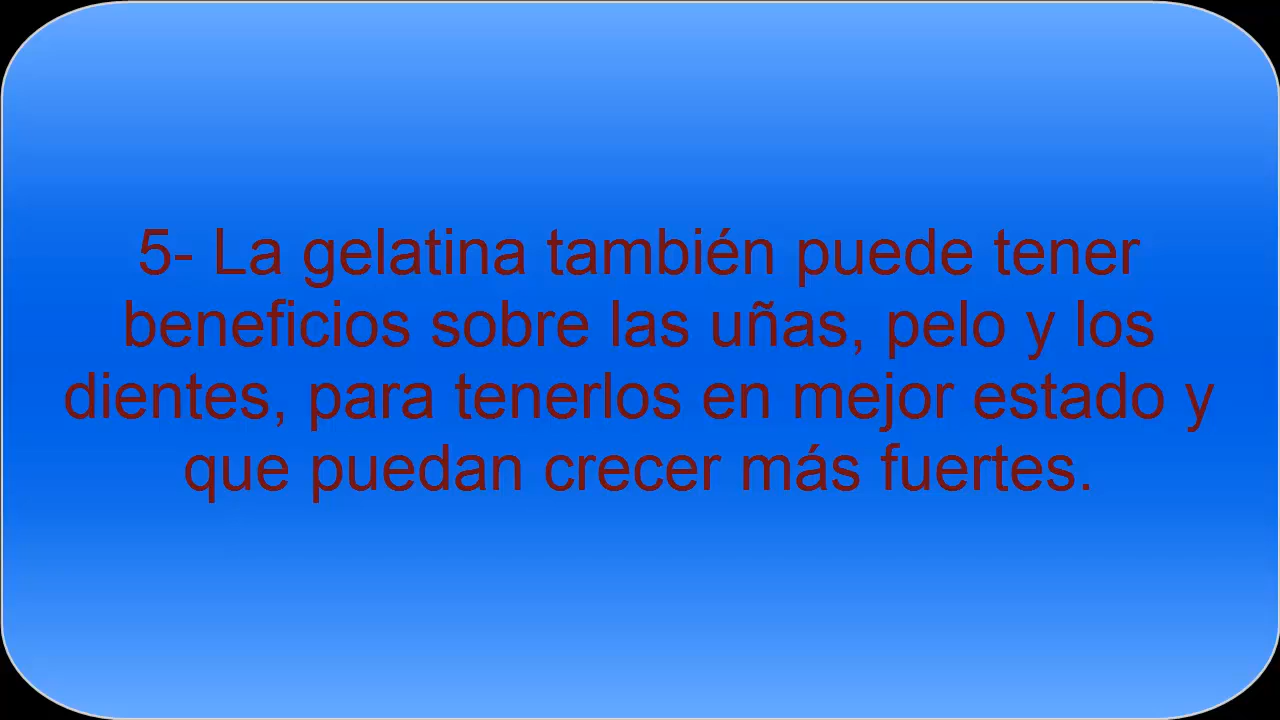 5- La gelatina también puede tener
beneficios sobre las uñas, pelo y los
dientes, para tenerlos en mejor estado y
que puedan crecer más fuertes.